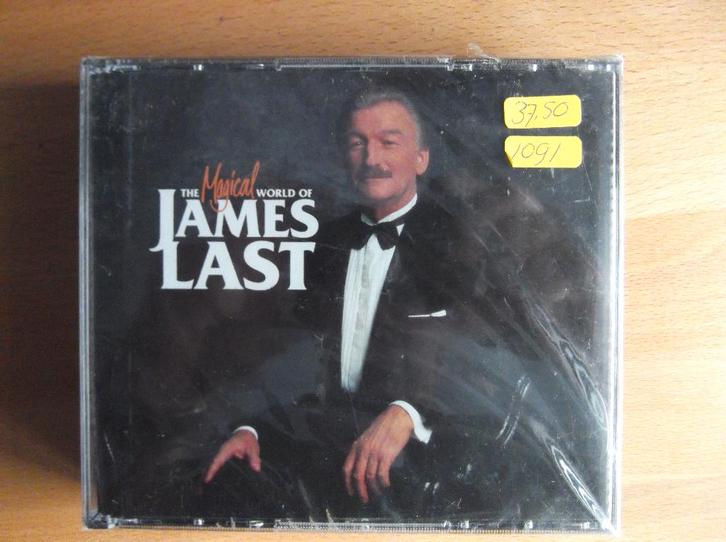 THE Magical WORLD OF
JAMES
LAST
37,50
1091